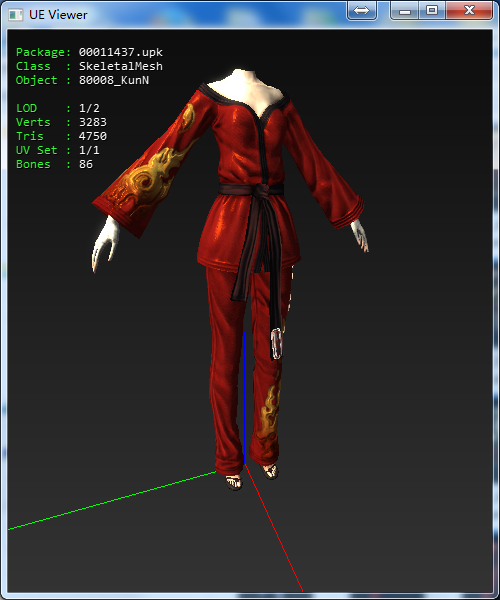 UE Viewer
Package: 00011437.upk
Class : SkeletalMesh
Object : 80008_KunN
LOD : 1/2
Verts : 3283
Tris : 4750
UV Set : 1/1
Bones : 86